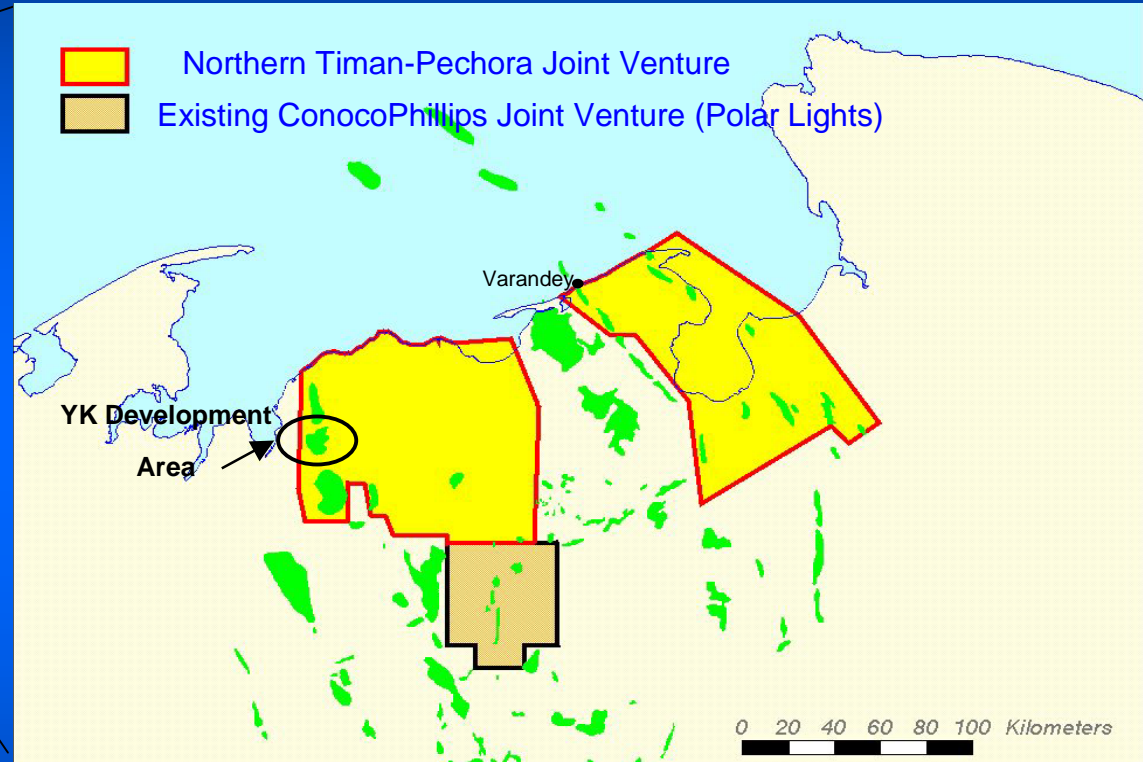 Northern Timan-Pechora Joint Venture
Existing ConocoPhillips Joint Venture (Polar Lights)
Varandey
YK Development
Area
0 20 40 60 80 100 Kilometers